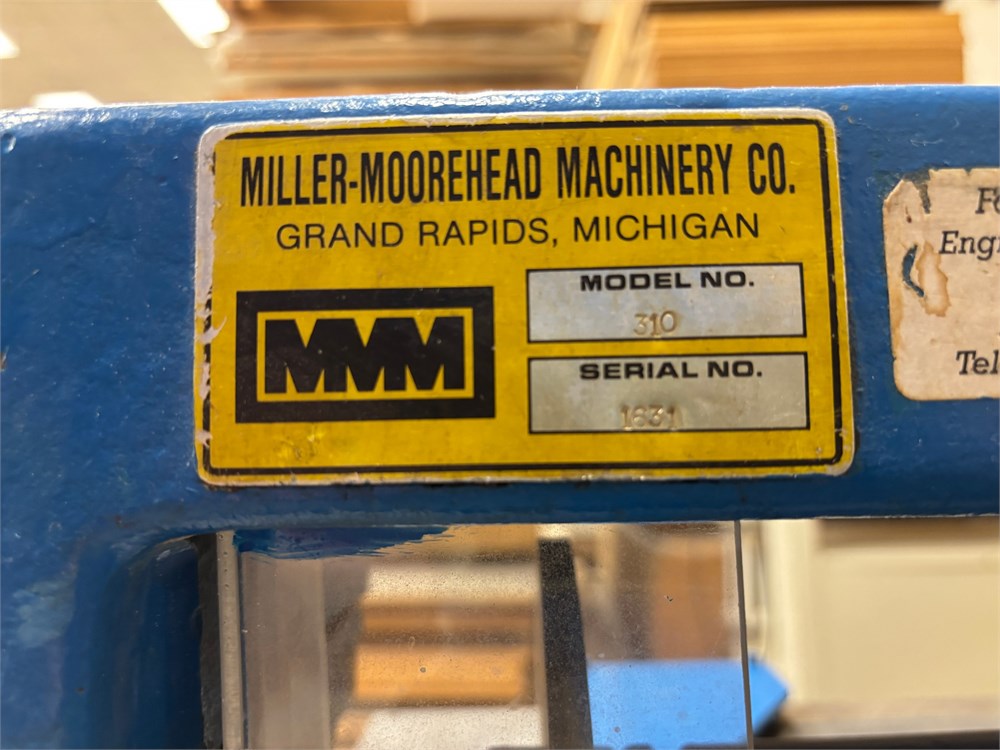 MILLER-MOOREHEAD MACHINERY CO.
GRAND RAPIDS, MICHIGAN
MMM
MODEL NO.
310
SERIAL NO.
1631